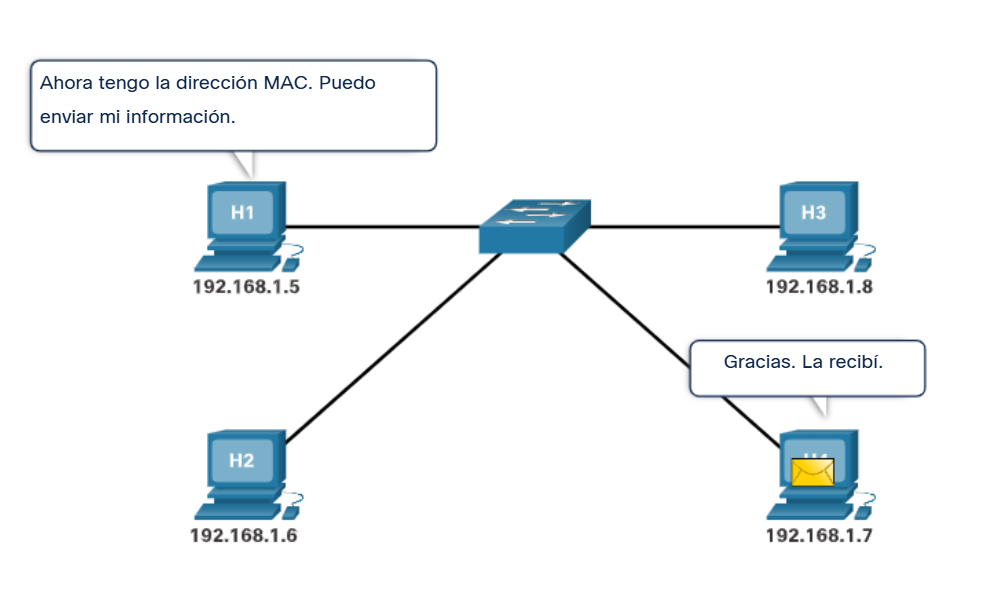 Ahora tengo la dirección MAC. Puedo
enviar mi información.
H1
192.168.1.5
H3
192.168.1.8
Gracias. La recibí.
H2
192.168.1.6
192.168.1.7